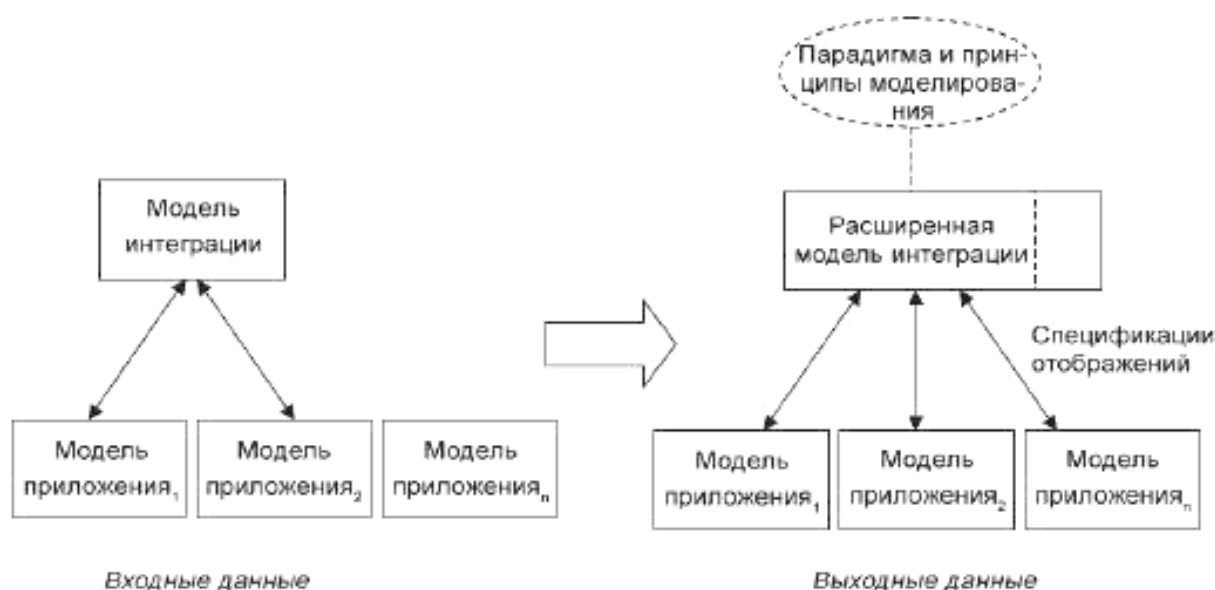 Парадигма и прин-
ципы моделирова-
ния
Модель
интеграции
Расширенная
модель интеграции
Спецификации
отображений
Модель
приложения₁
Модель
приложения₂
Модель
приложенияₙ
Модель
приложения₁
Модель
приложения₂
Модель
приложенияₙ
Входные данные
Выходные данные